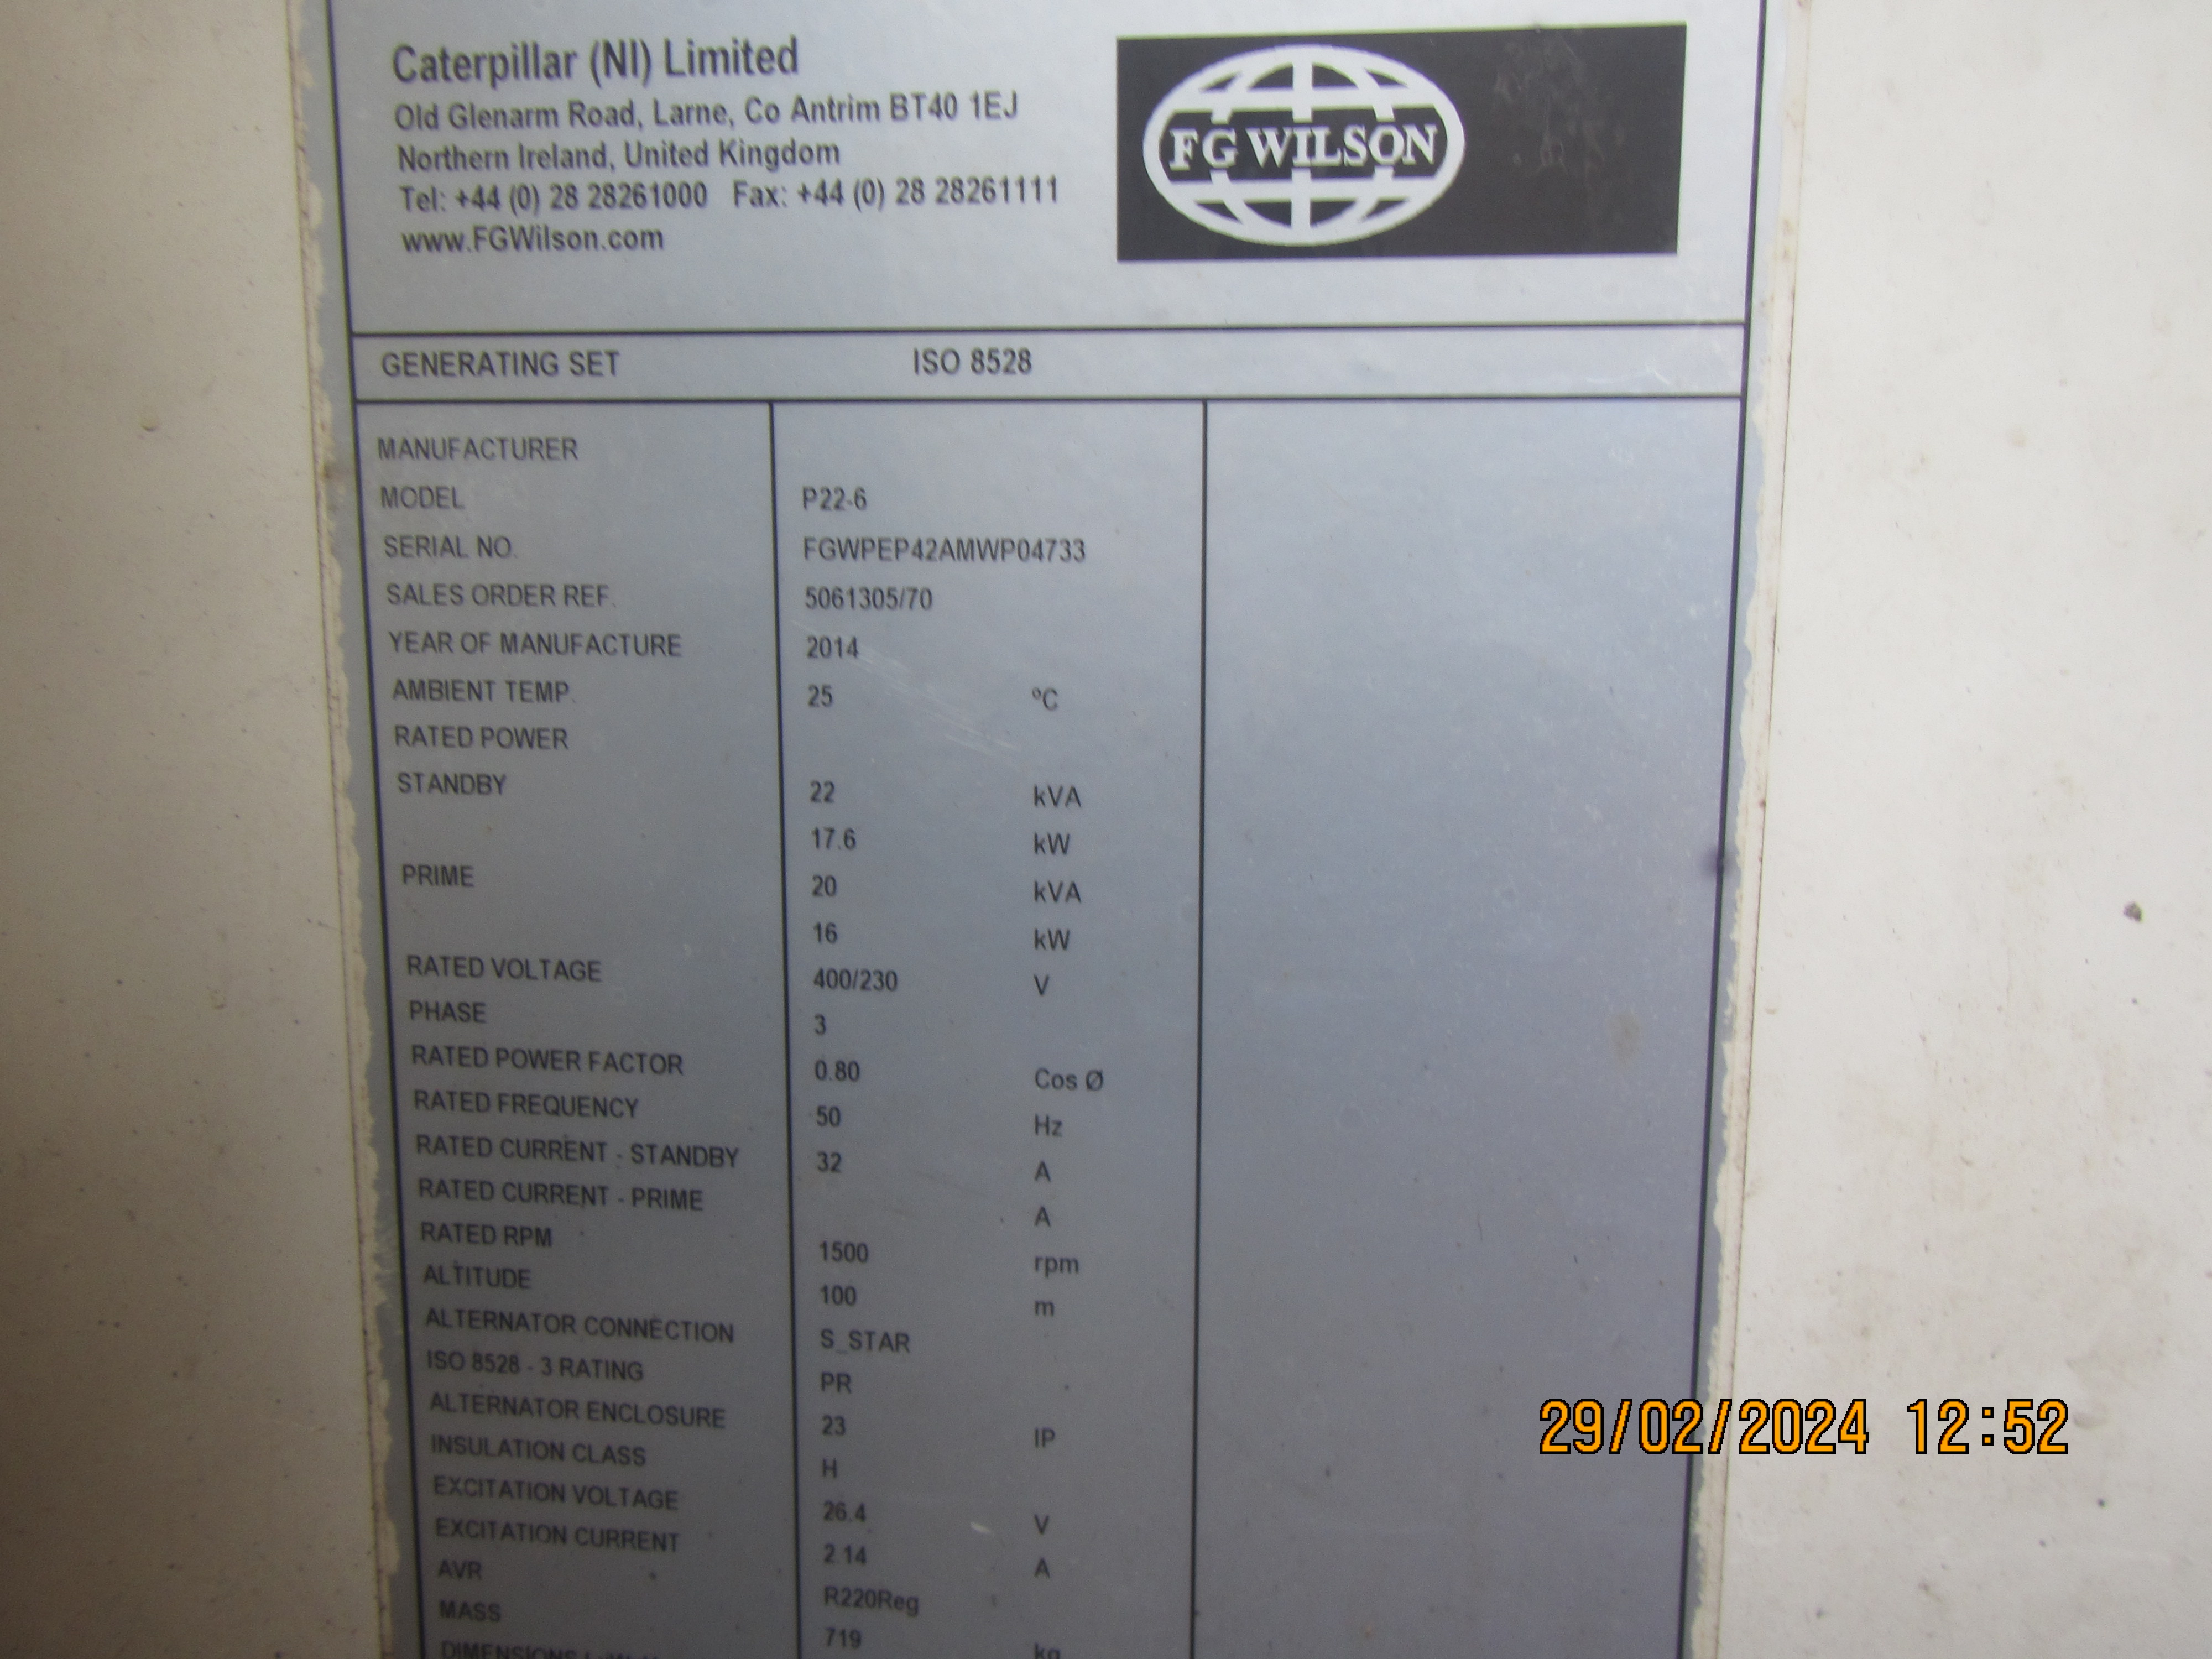 Caterpillar (NI) Limited
Old Glenarm Road, Larne, Co Antrim BT40 1EJ
Northern Ireland, United Kingdom
Tel: +44 (0) 28 28261000 Fax: +44 (0) 28 28261111
www.FGWilson.com
FG WILSON
GENERATING SET ISO 8528
MANUFACTURER
MODEL P22-6
SERIAL NO. FGWPEP42AMWP04733
SALES ORDER REF. 5061305/70
YEAR OF MANUFACTURE 2014
AMBIENT TEMP. 25 ºC
RATED POWER
STANDBY 22 kVA
17.6 kW
PRIME 20 kVA
16 kW
RATED VOLTAGE 400/230 V
PHASE 3
RATED POWER FACTOR 0.80 Cos Ø
RATED FREQUENCY 50 Hz
RATED CURRENT - STANDBY 32 A
RATED CURRENT - PRIME A
RATED RPM 1500 rpm
ALTITUDE 100 m
ALTERNATOR CONNECTION S_STAR
ISO 8528 - 3 RATING PR
ALTERNATOR ENCLOSURE 23 IP
INSULATION CLASS H
EXCITATION VOLTAGE 26.4 V
EXCITATION CURRENT 2.14 A
AVR R220Reg
MASS 719 kg
DIMENSIONS
29/02/2024 12:52